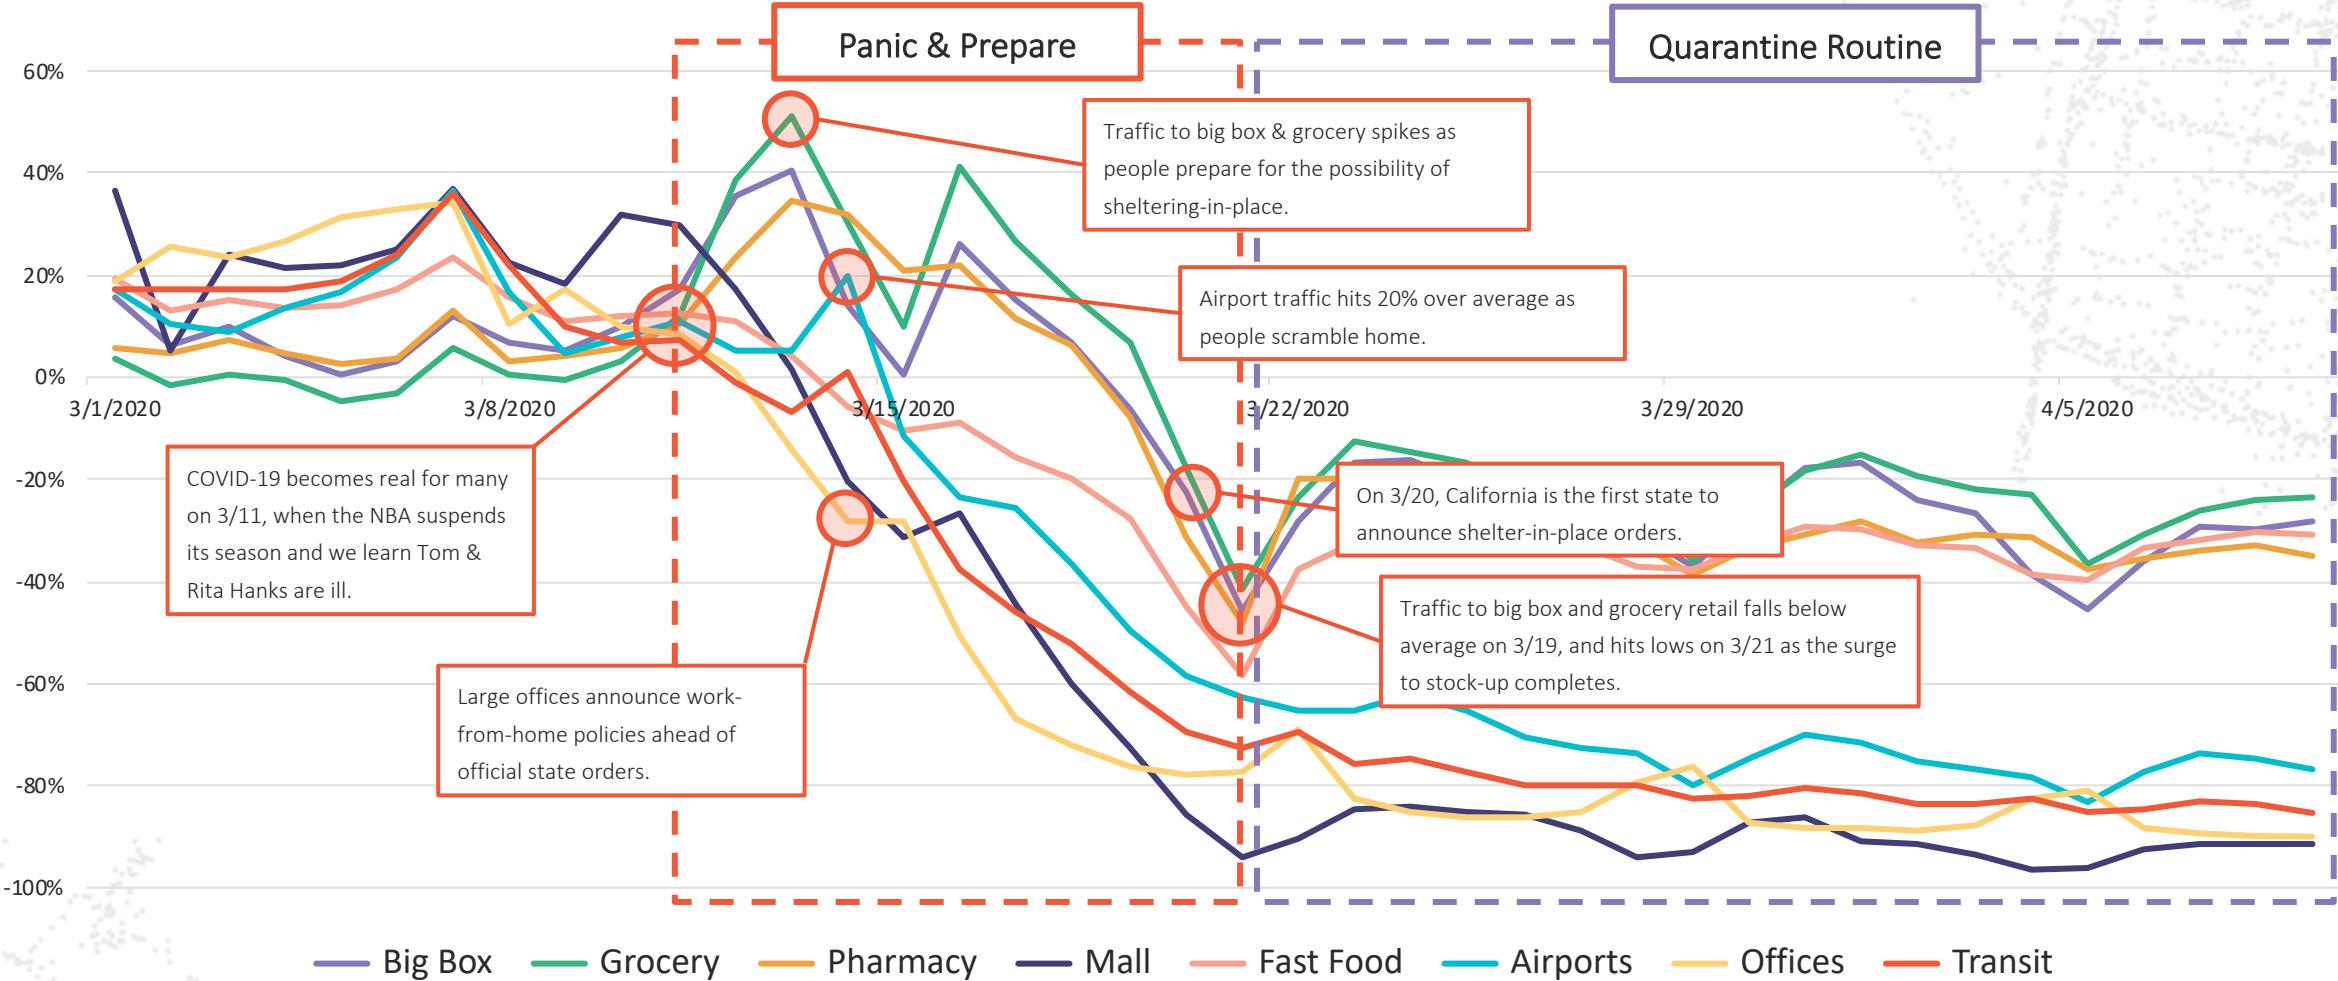 Panic & Prepare
Quarantine Routine
60%
40%
20%
0%
-20%
-40%
-60%
-80%
-100%
3/1/2020
3/8/2020
3/15/2020
3/22/2020
3/29/2020
4/5/2020
Traffic to big box & grocery spikes as
people prepare for the possibility of
sheltering-in-place.
Airport traffic hits 20% over average as
people scramble home.
COVID-19 becomes real for many
on 3/11, when the NBA suspends
its season and we learn Tom &
Rita Hanks are ill.
On 3/20, California is the first state to
announce shelter-in-place orders.
Traffic to big box and grocery retail falls below
average on 3/19, and hits lows on 3/21 as the surge
to stock-up completes.
Large offices announce work-
from-home policies ahead of
official state orders.
Big Box
Grocery
Pharmacy
Mall
Fast Food
Airports
Offices
Transit